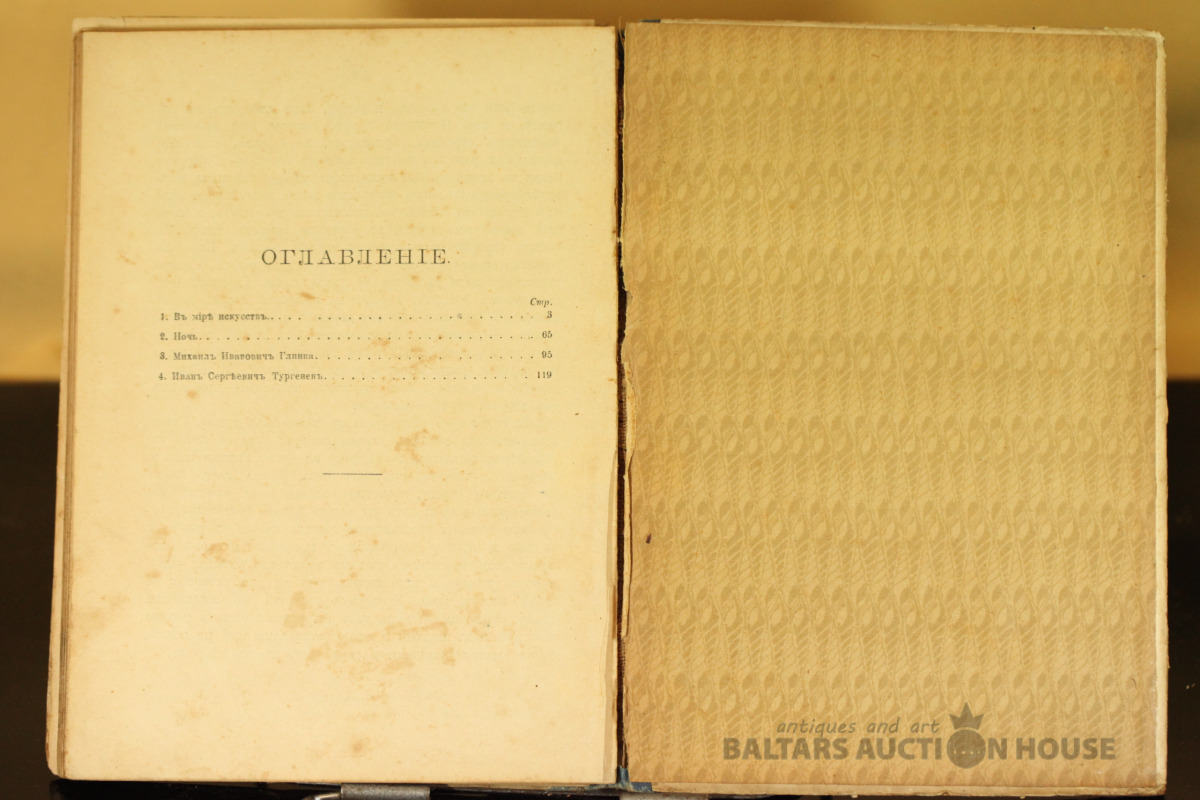 ОГЛАВЛЕНІЕ.
Стр.
1. Въ мірѣ искусствъ. . . . . . . . . . . . . . . . . . . . . . 3
2. Ночь. . . . . . . . . . . . . . . . . . . . . . . . . . . . . . 65
3. Михаилъ Ивановичъ Глинка. . . . . . . . . . . . . . . . . . 95
4. Иванъ Сергѣевичъ Тургеневъ. . . . . . . . . . . . . . . . . 119
antiques and art
BALTARS AUCTION HOUSE